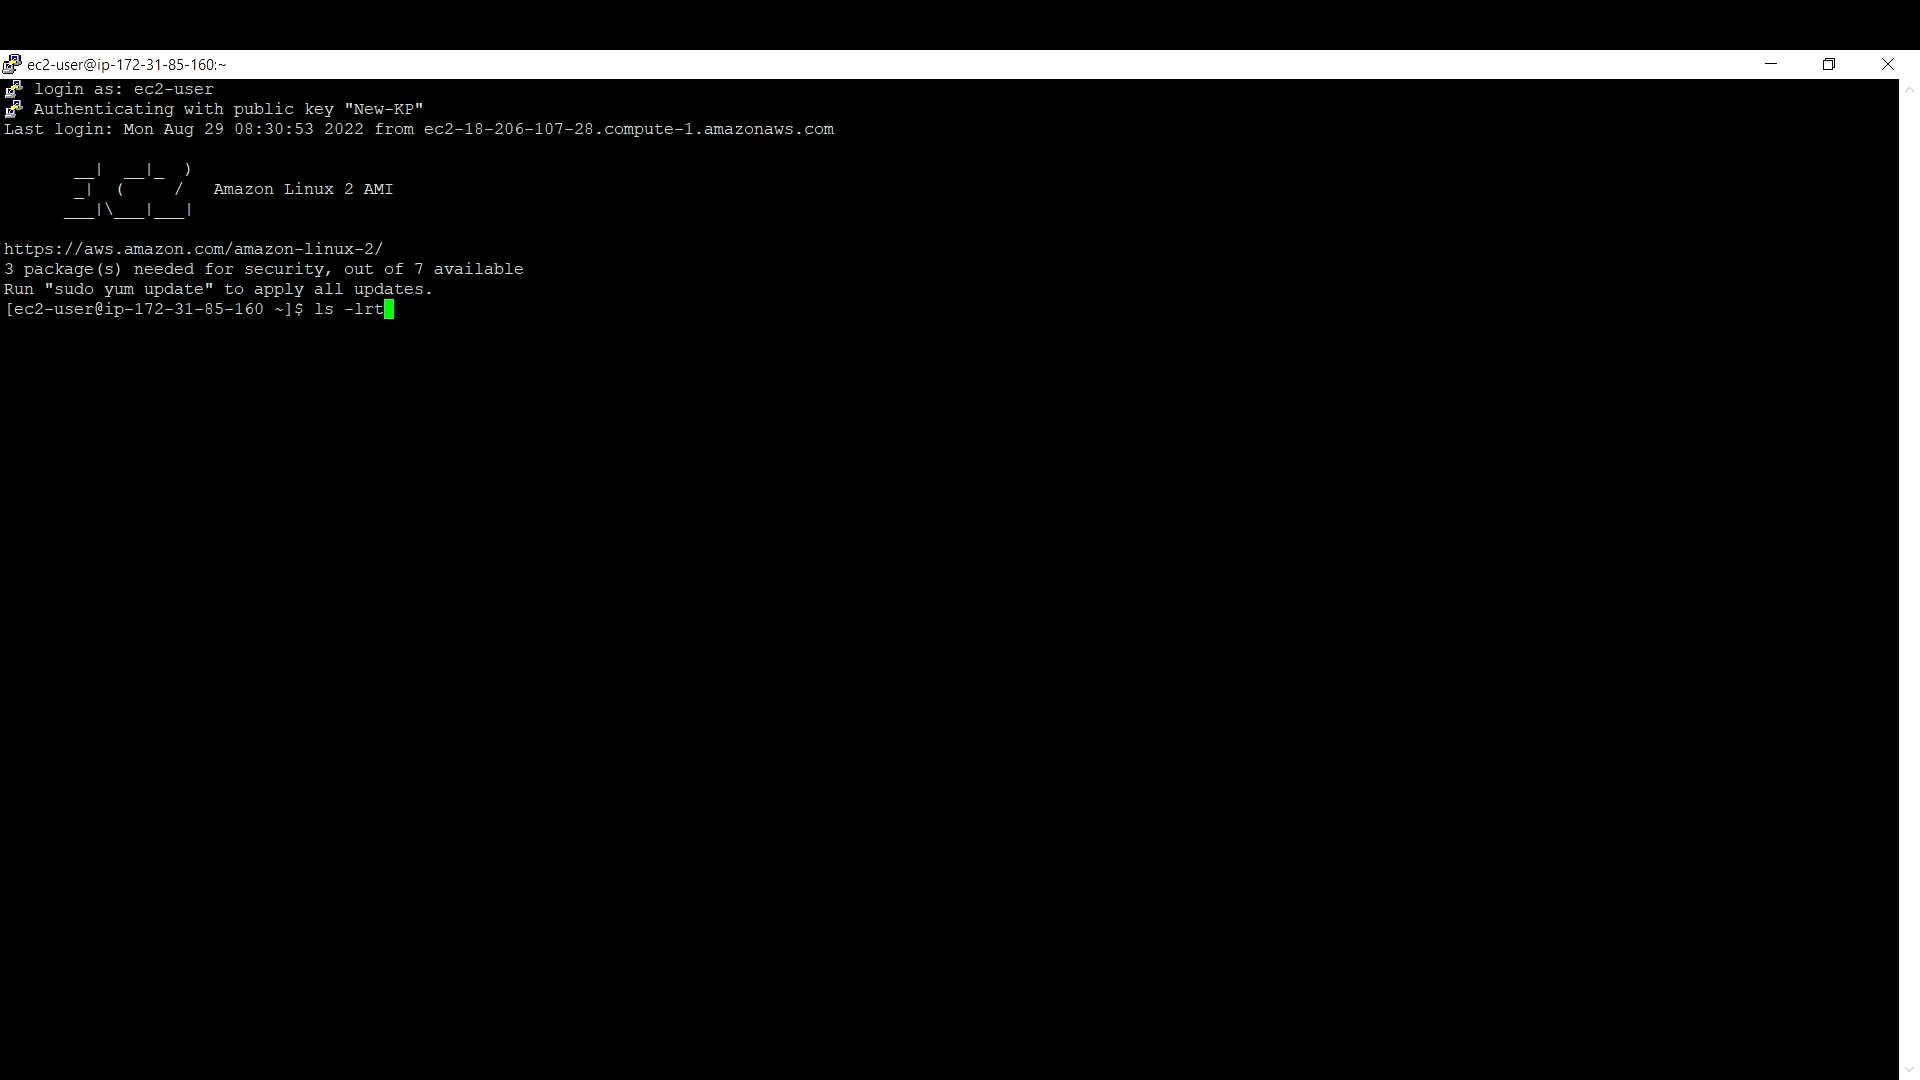 ec2-user@ip-172-31-85-160:~
login as: ec2-user
Authenticating with public key "New-KP"
Last login: Mon Aug 29 08:30:53 2022 from ec2-18-206-107-28.compute-1.amazonaws.com
       __|  __|_  )
       _|  (     /   Amazon Linux 2 AMI
      ___|\___|___|
https://aws.amazon.com/amazon-linux-2/
3 package(s) needed for security, out of 7 available
Run "sudo yum update" to apply all updates.
[ec2-user@ip-172-31-85-160 ~]$ ls -lrt